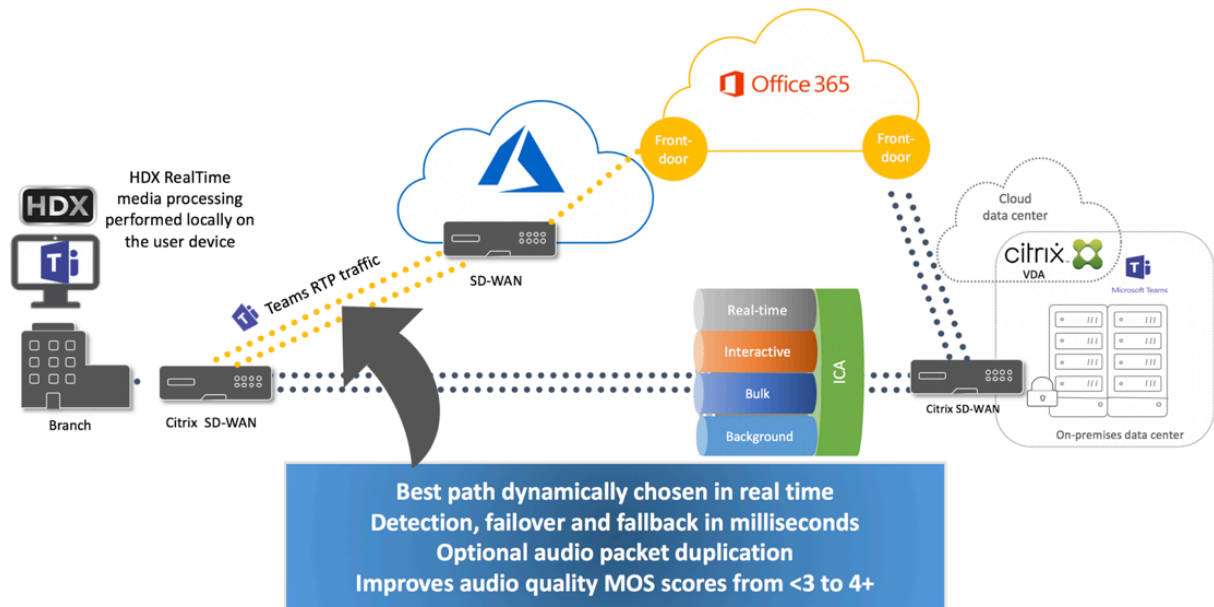 Office 365
Front-
door
Front-
door
HDX
HDX RealTime
media processing
performed locally on
the user device
T
Cloud
data center
citrix
VDA
Microsoft Teams
SD-WAN
Teams RTP traffic
Real-time
Interactive
Bulk
Background
ICA
Branch
Citrix SD-WAN
Citrix SD-WAN
On-premises data center
Best path dynamically chosen in real time
Detection, failover and fallback in milliseconds
Optional audio packet duplication
Improves audio quality MOS scores from <3 to 4+